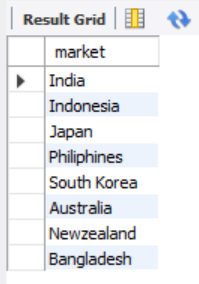 Result Grid
market
India
Indonesia
Japan
Philiphines
South Korea
Australia
Newzealand
Bangladesh